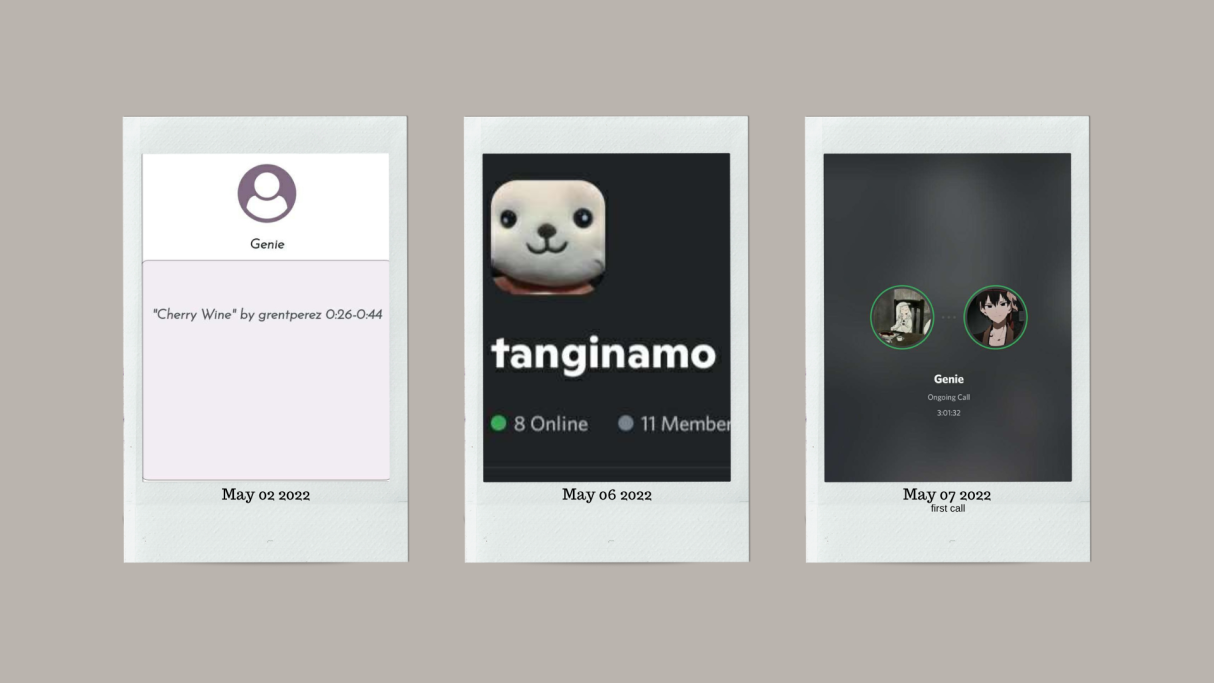 Genie
"Cherry Wine" by grentperez 0:26-0:44
May 02 2022
tanginamo
8 Online 11 Member
May 06 2022
Genie
Ongoing Call
3:01:32
May 07 2022
first call